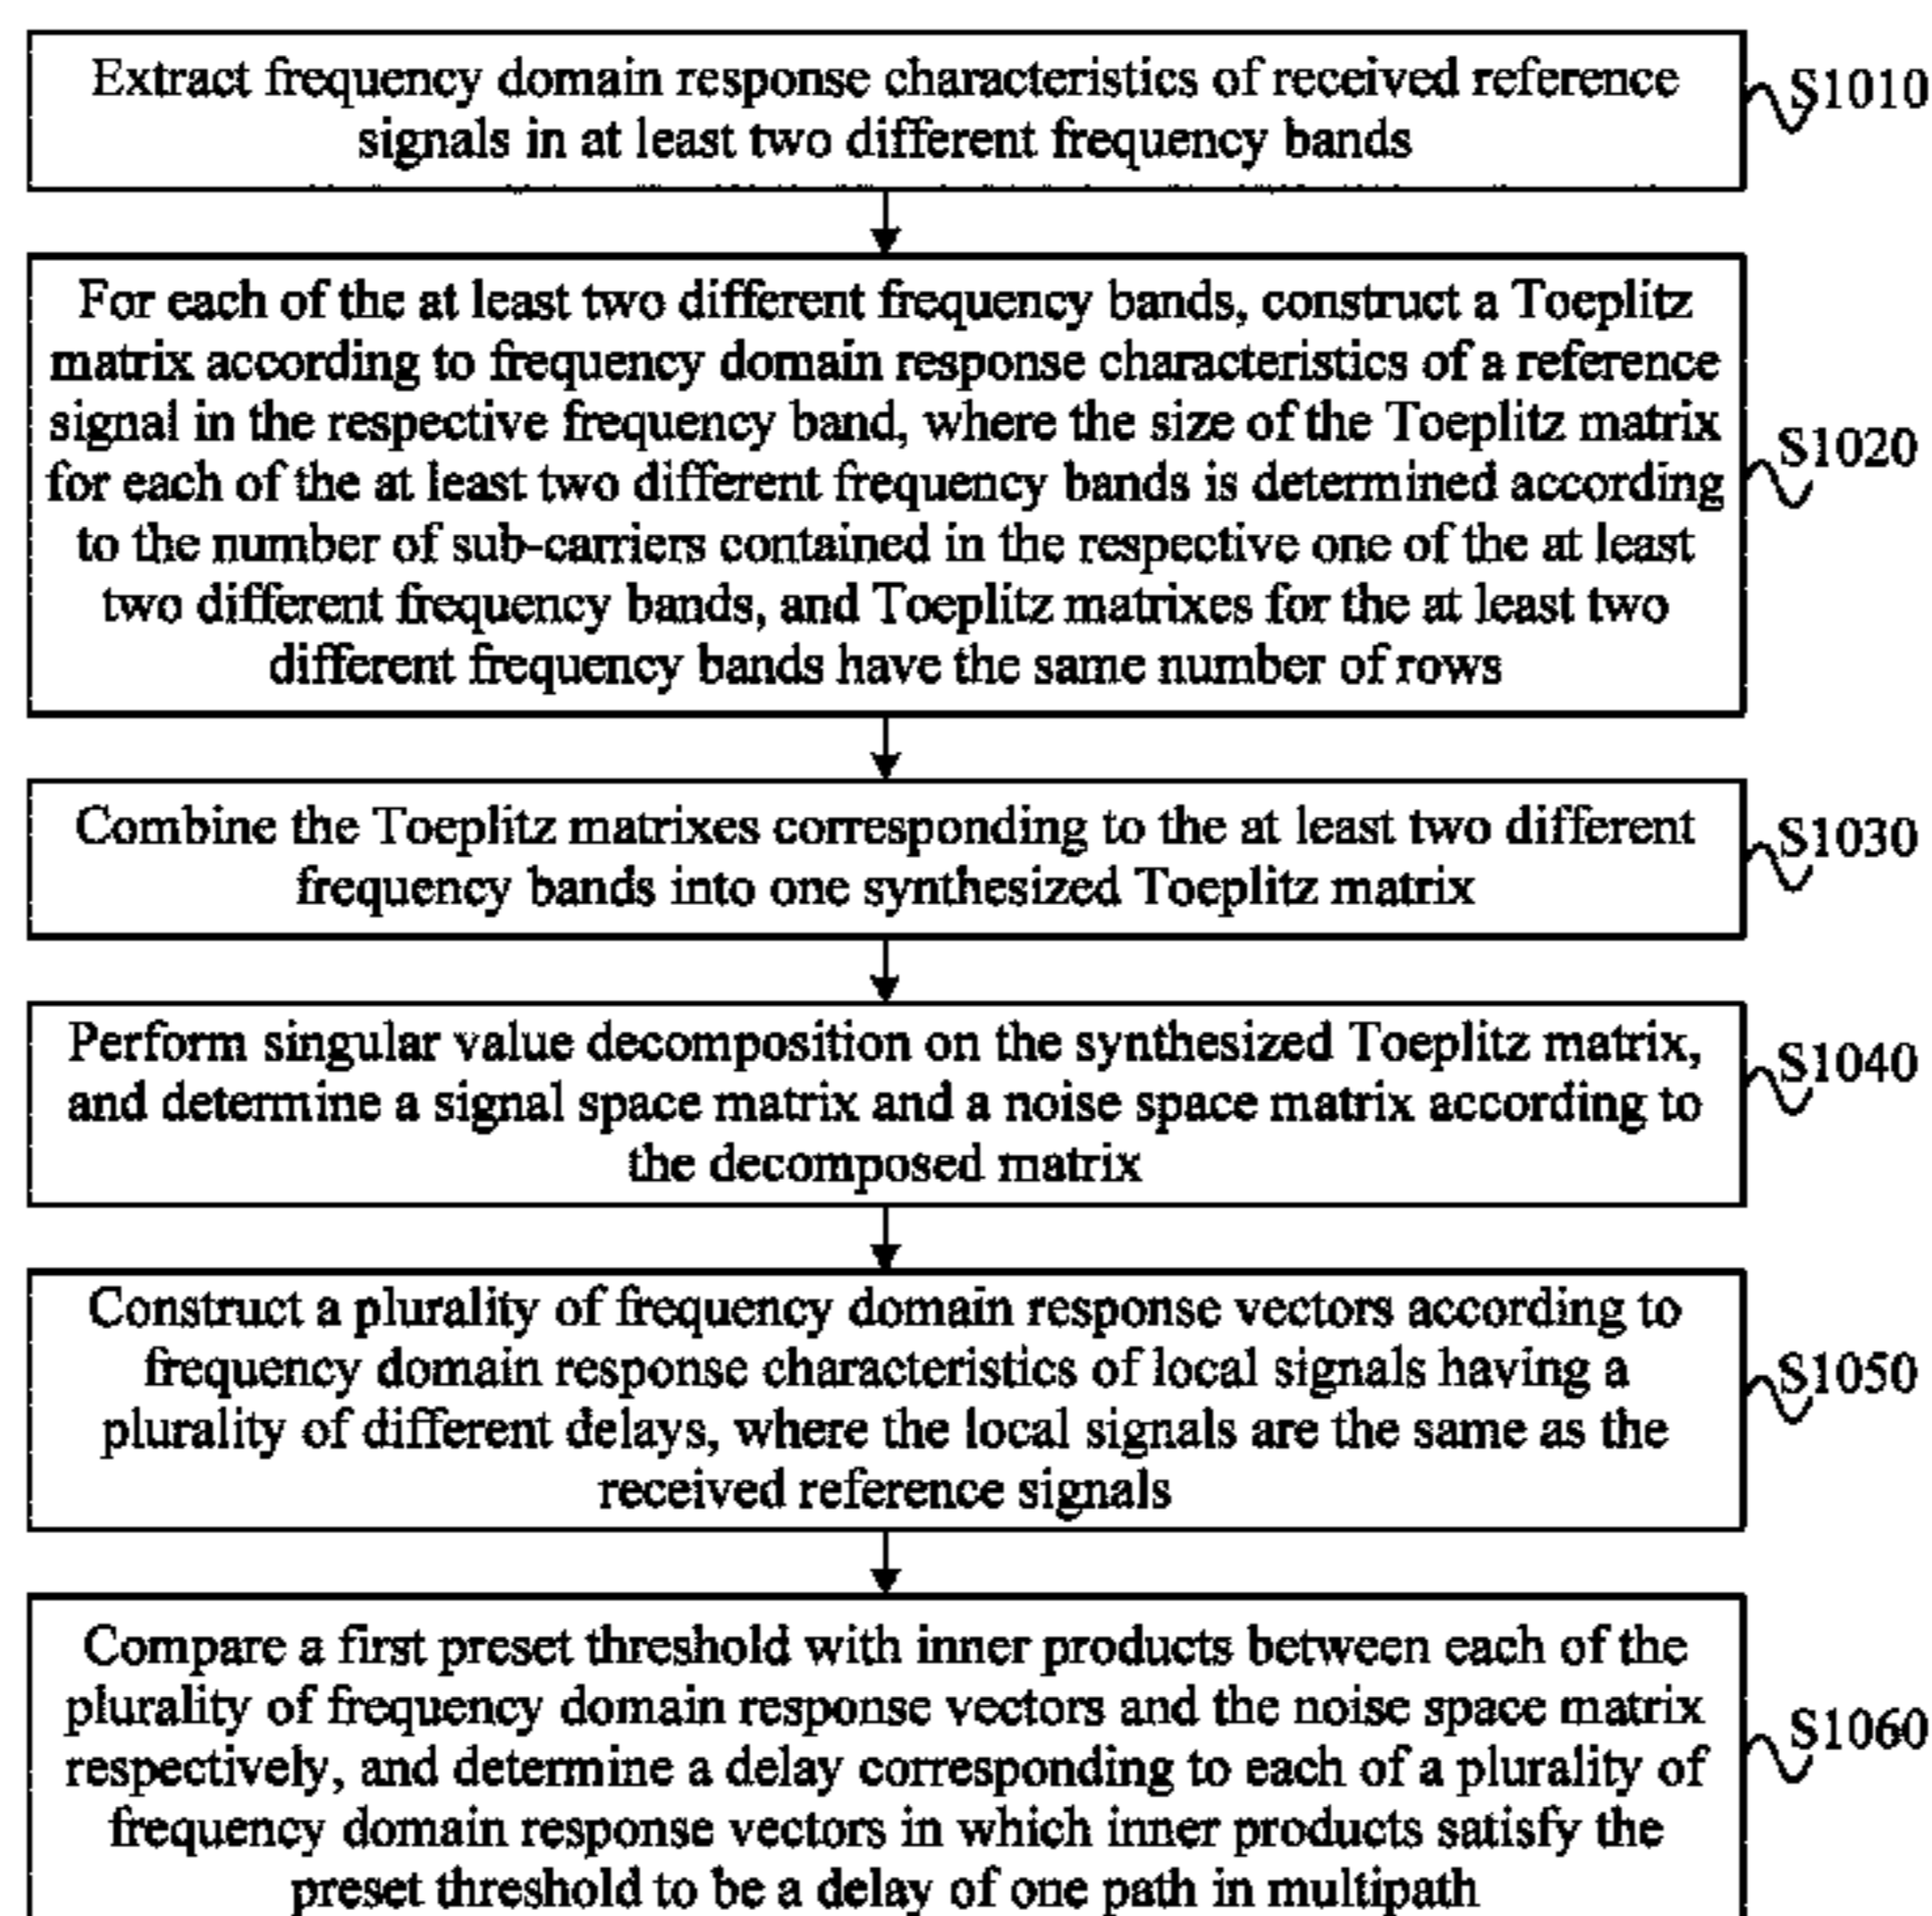 Extract frequency domain response characteristics of received reference
signals in at least two different frequency bands
S1010
For each of the at least two different frequency bands, construct a Toeplitz
matrix according to frequency domain response characteristics of a reference
signal in the respective frequency band, where the size of the Toeplitz matrix
for each of the at least two different frequency bands is determined according
to the number of sub-carriers contained in the respective one of the at least
two different frequency bands, and Toeplitz matrixes for the at least two
different frequency bands have the same number of rows
S1020
Combine the Toeplitz matrixes corresponding to the at least two different
frequency bands into one synthesized Toeplitz matrix
S1030
Perform singular value decomposition on the synthesized Toeplitz matrix,
and determine a signal space matrix and a noise space matrix according to
the decomposed matrix
S1040
Construct a plurality of frequency domain response vectors according to
frequency domain response characteristics of local signals having a
plurality of different delays, where the local signals are the same as the
received reference signals
S1050
Compare a first preset threshold with inner products between each of the
plurality of frequency domain response vectors and the noise space matrix
respectively, and determine a delay corresponding to each of a plurality of
frequency domain response vectors in which inner products satisfy the
preset threshold to be a delay of one path in multipath
S1060